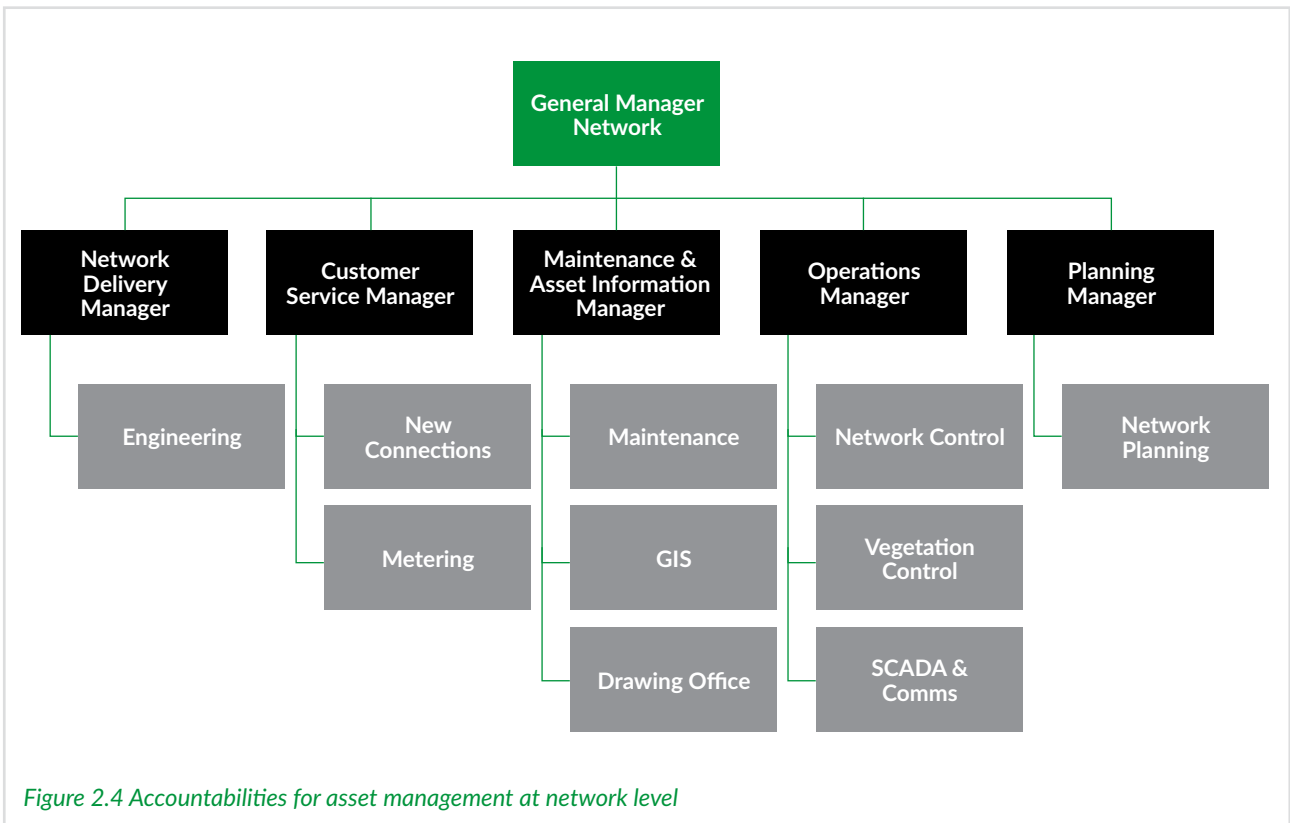 General Manager
Network
Network
Delivery
Manager
Customer
Service Manager
Maintenance &
Asset Information
Manager
Operations
Manager
Planning
Manager
Engineering
New
Connections
Maintenance
Network Control
Network
Planning
Metering
GIS
Vegetation
Control
Drawing Office
SCADA &
Comms
Figure 2.4 Accountabilities for asset management at network level